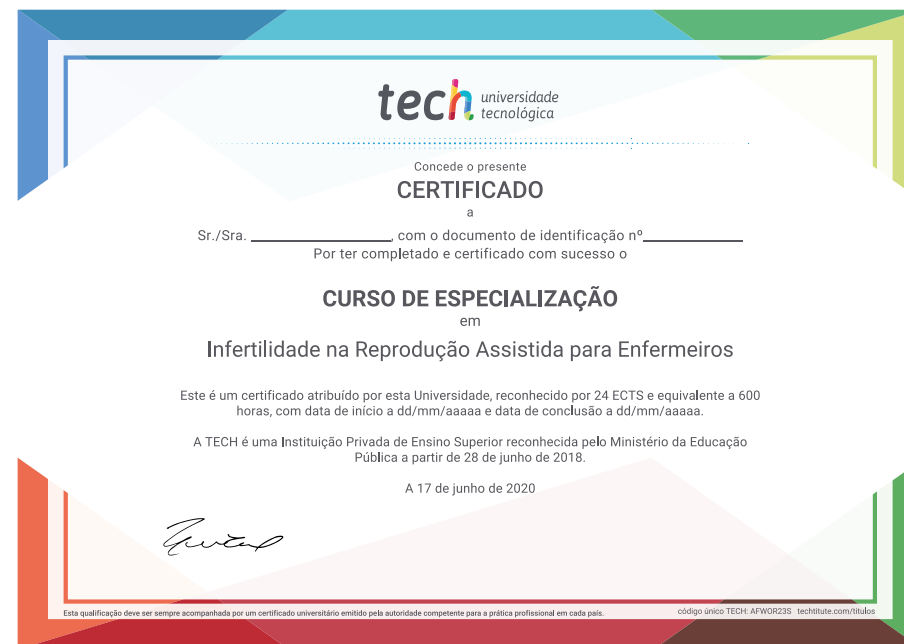 tech universidade
tecnológica
Concede o presente
CERTIFICADO
a
Sr./Sra. ____________________, com o documento de identificação nº______________
Por ter completado e certificado com sucesso o
CURSO DE ESPECIALIZAÇÃO
em
Infertilidade na Reprodução Assistida para Enfermeiros
Este é um certificado atribuído por esta Universidade, reconhecido por 24 ECTS e equivalente a 600
horas, com data de início a dd/mm/aaaaa e data de conclusão a dd/mm/aaaaa.
A TECH é uma Instituição Privada de Ensino Superior reconhecida pelo Ministério da Educação
Pública a partir de 28 de junho de 2018.
A 17 de junho de 2020
Esta qualificação deve ser sempre acompanhada por um certificado universitário emitido pela autoridade competente para a prática profissional em cada país.
código único TECH: AFWOR23S techtitute.com/titulos